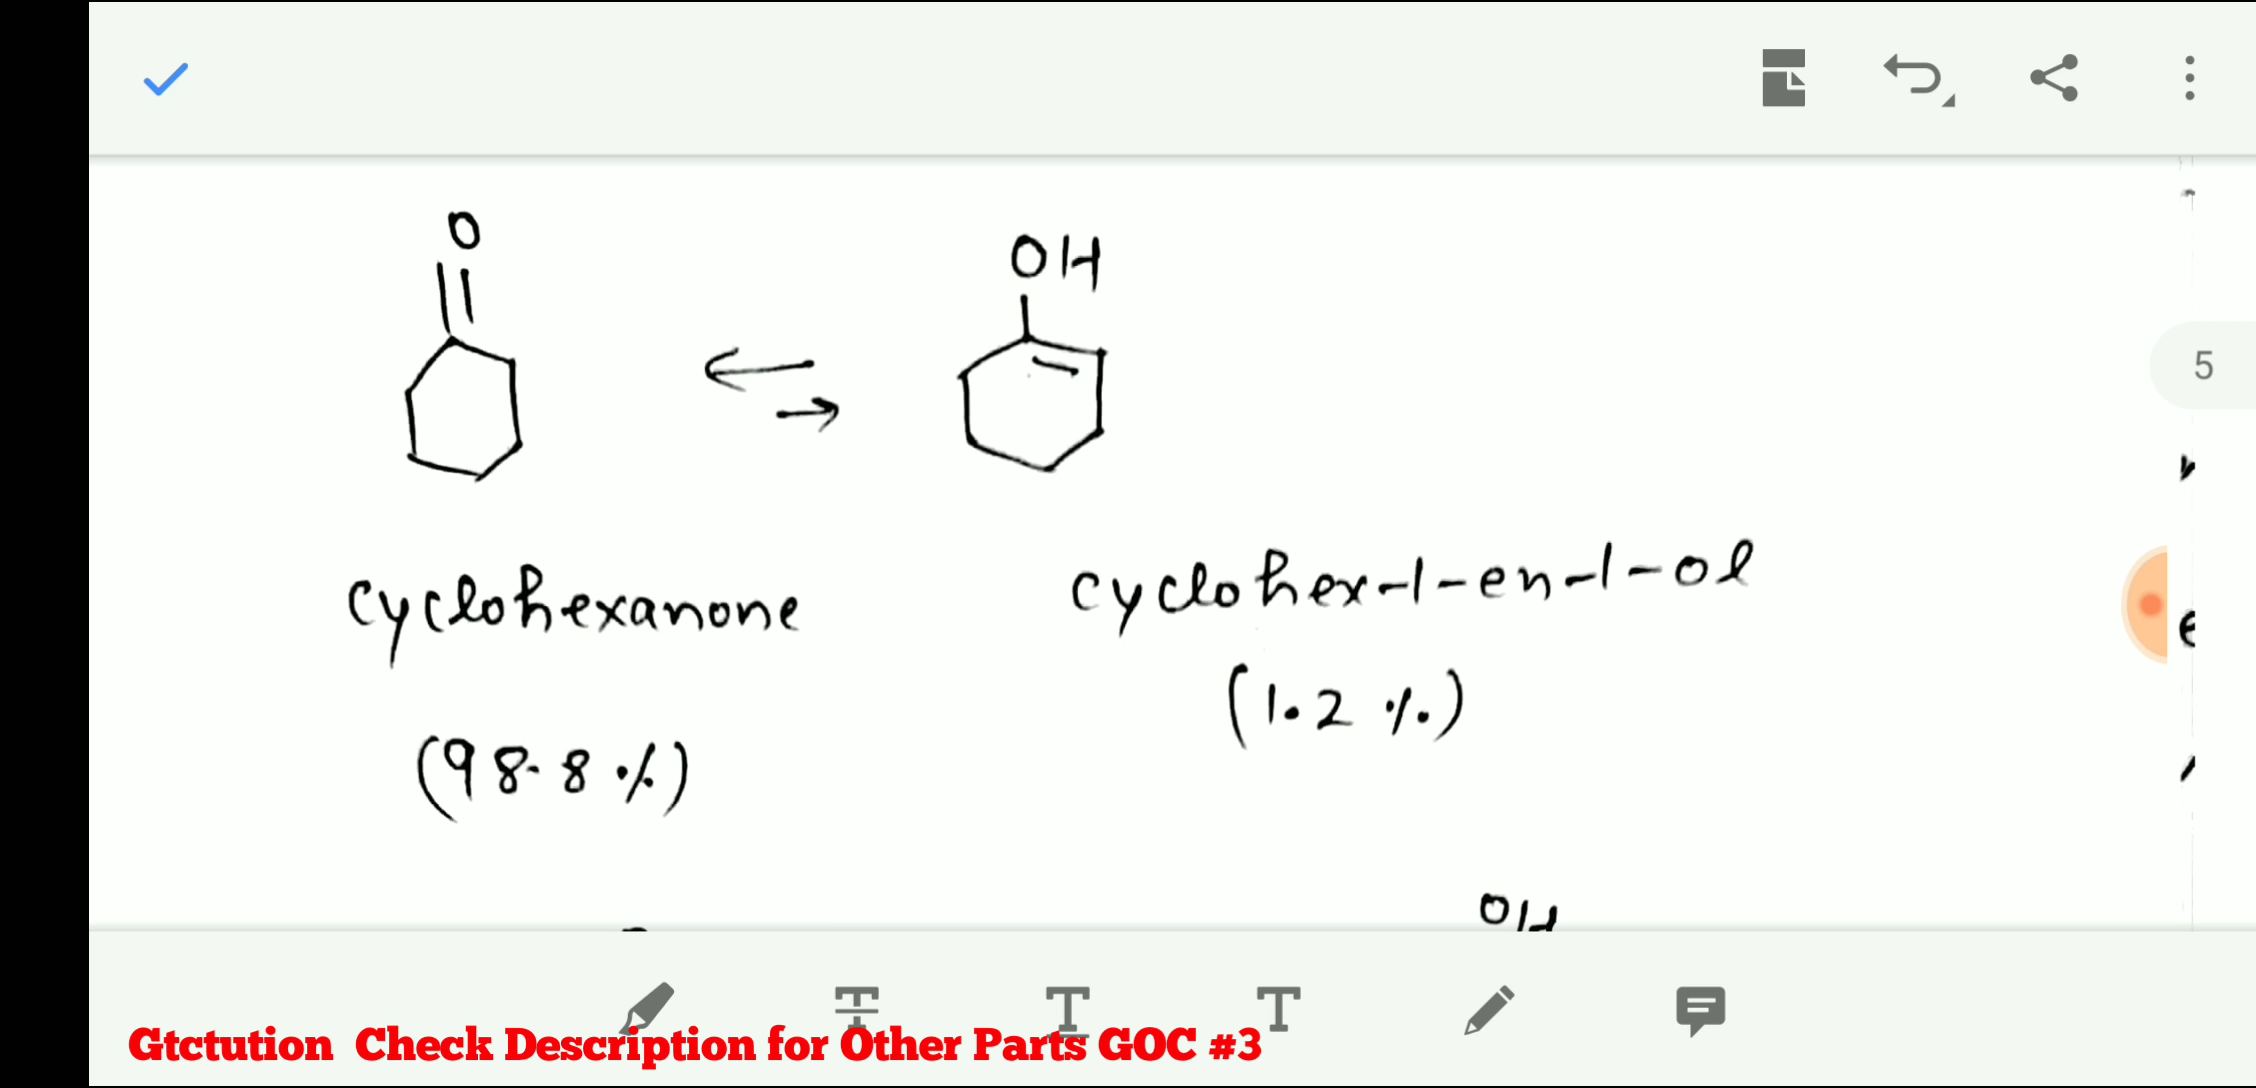 O
OH
5
cyclohexanone
cyclohex-1-en-1-ol
(1.2 %)
(98.8 %)
OH
Gtctution Check Description for Other Parts GOC #3